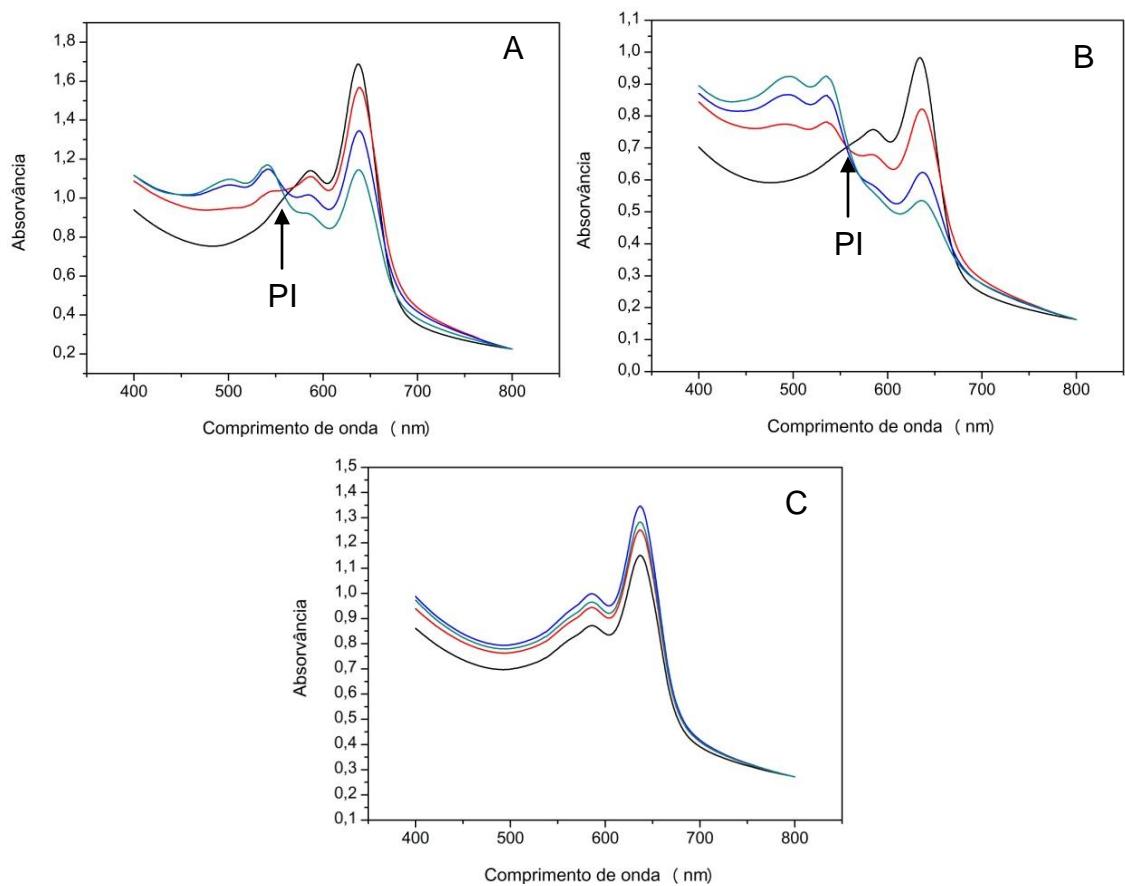 A
1,8
1,6
1,4
1,2
1,0
0,8
0,6
0,4
0,2
Absorvância
PI
400 500 600 700 800
Comprimento de onda ( nm)
B
1,1
1,0
0,9
0,8
0,7
0,6
0,5
0,4
0,3
0,2
0,1
0,0
Absorvância
PI
400 500 600 700 800
Comprimento de onda ( nm)
C
1,5
1,4
1,3
1,2
1,1
1,0
0,9
0,8
0,7
0,6
0,5
0,4
0,3
0,2
0,1
Absorvância
400 500 600 700 800
Comprimento de onda ( nm)